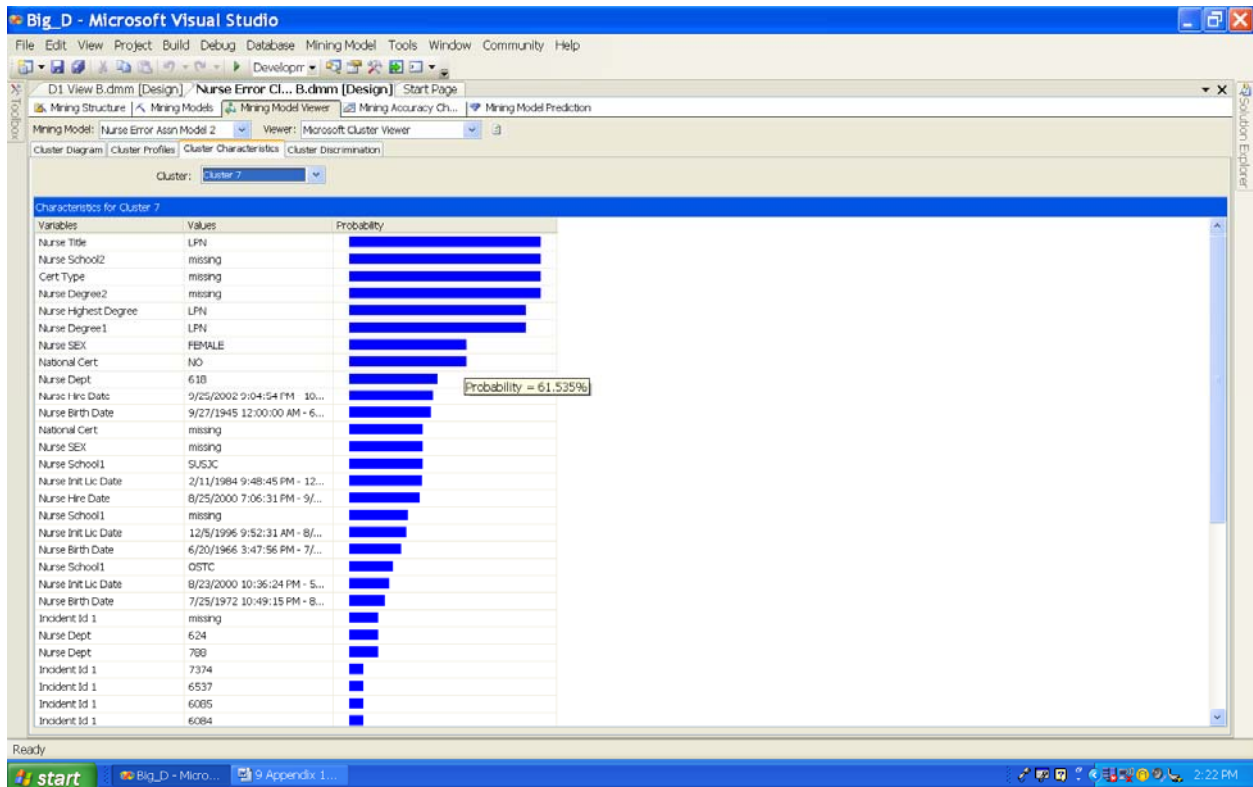 Big_D - Microsoft Visual Studio
File Edit View Project Build Debug Database Mining Model Tools Window Community Help
Developm
D1 View B.dmm [Design] Nurse Error Cl... B.dmm [Design] Start Page
Mining Structure Mining Models Mining Model Viewer Mining Accuracy Ch... Mining Model Prediction
Mining Model: Nurse Error Assn Model 2 Viewer: Microsoft Cluster Viewer
Cluster Diagram Cluster Profiles Cluster Characteristics Cluster Discrimination
Cluster: Cluster 7
Characteristics for Cluster 7
Variables Values Probability
Nurse Title LPN
Nurse School2 missing
Cert Type missing
Nurse Degree2 missing
Nurse Highest Degree LPN
Nurse Degree1 LPN
Nurse SEX FEMALE
National Cert NO
Nurse Dept 618
Probability = 61.535%
Nurse Hire Date 9/25/2002 9:04:54 PM - 10...
Nurse Birth Date 9/27/1945 12:00:00 AM - 6...
National Cert missing
Nurse SEX missing
Nurse School1 SUSJC
Nurse Init Lic Date 2/11/1984 9:48:45 PM - 12...
Nurse Hire Date 8/25/2000 7:06:31 PM - 9/...
Nurse School1 missing
Nurse Init Lic Date 12/5/1996 9:52:31 AM - 8/...
Nurse Birth Date 6/20/1966 3:47:56 PM - 7/...
Nurse School1 OSTC
Nurse Init Lic Date 8/23/2000 10:36:24 PM - 5...
Nurse Birth Date 7/25/1972 10:49:15 PM - 8...
Incident Id 1 missing
Nurse Dept 624
Nurse Dept 788
Incident Id 1 7374
Incident Id 1 6537
Incident Id 1 6085
Incident Id 1 6084
Toolbox
Solution Explorer
Ready
start Big_D - Micro... 9 Appendix 1... 2:22 PM